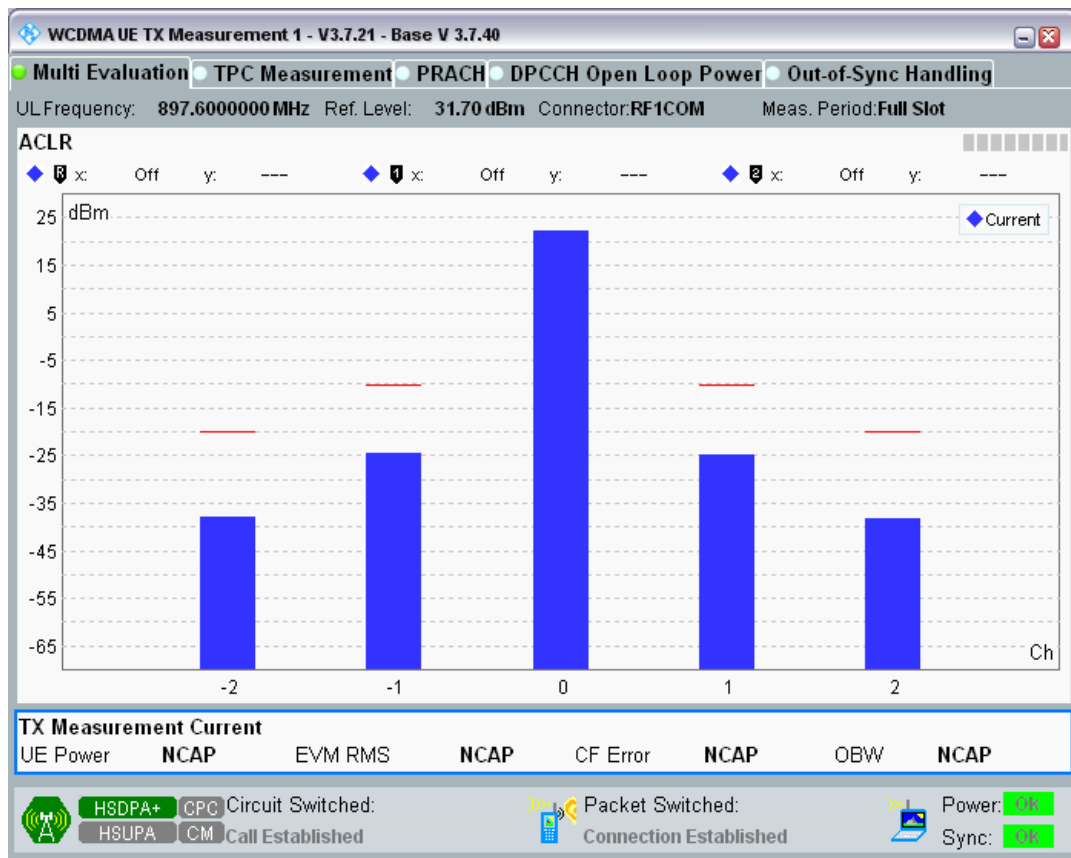 WCDMA UE TX Measurement 1 - V3.7.21 - Base V 3.7.40
Multi Evaluation TPC Measurement PRACH DPCCH Open Loop Power Out-of-Sync Handling
ULFrequency: 897.6000000 MHz Ref. Level: 31.70 dBm Connector:RF1COM Meas. Period:Full Slot
ACLR
R x: Off y: --- 1 x: Off y: --- 2 x: Off y: ---
dBm
Current
25
15
5
-5
-15
-25
-35
-45
-55
-65
Ch
-2 -1 0 1 2
TX Measurement Current
UE Power NCAP EVM RMS NCAP CF Error NCAP OBW NCAP
HSDPA+ CPC Circuit Switched: Packet Switched: Power: OK
HSUPA CM Call Established Connection Established Sync: OK